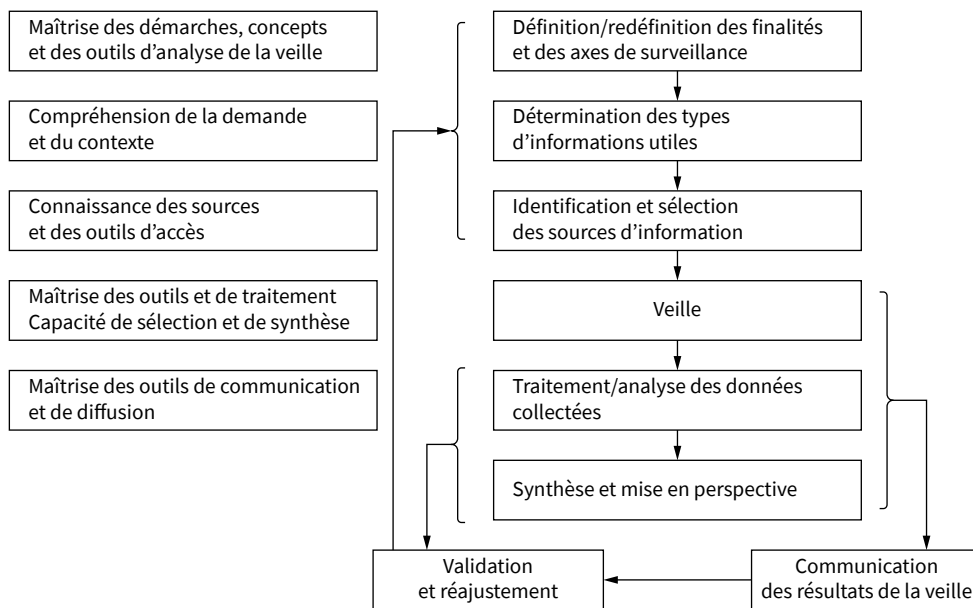 Maîtrise des démarches, concepts
et des outils d’analyse de la veille
Compréhension de la demande
et du contexte
Connaissance des sources
et des outils d’accès
Maîtrise des outils et de traitement
Capacité de sélection et de synthèse
Maîtrise des outils de communication
et de diffusion
Définition/redéfinition des finalités
et des axes de surveillance
Détermination des types
d’informations utiles
Identification et sélection
des sources d’information
Veille
Traitement/analyse des données
collectées
Synthèse et mise en perspective
Validation
et réajustement
Communication
des résultats de la veille